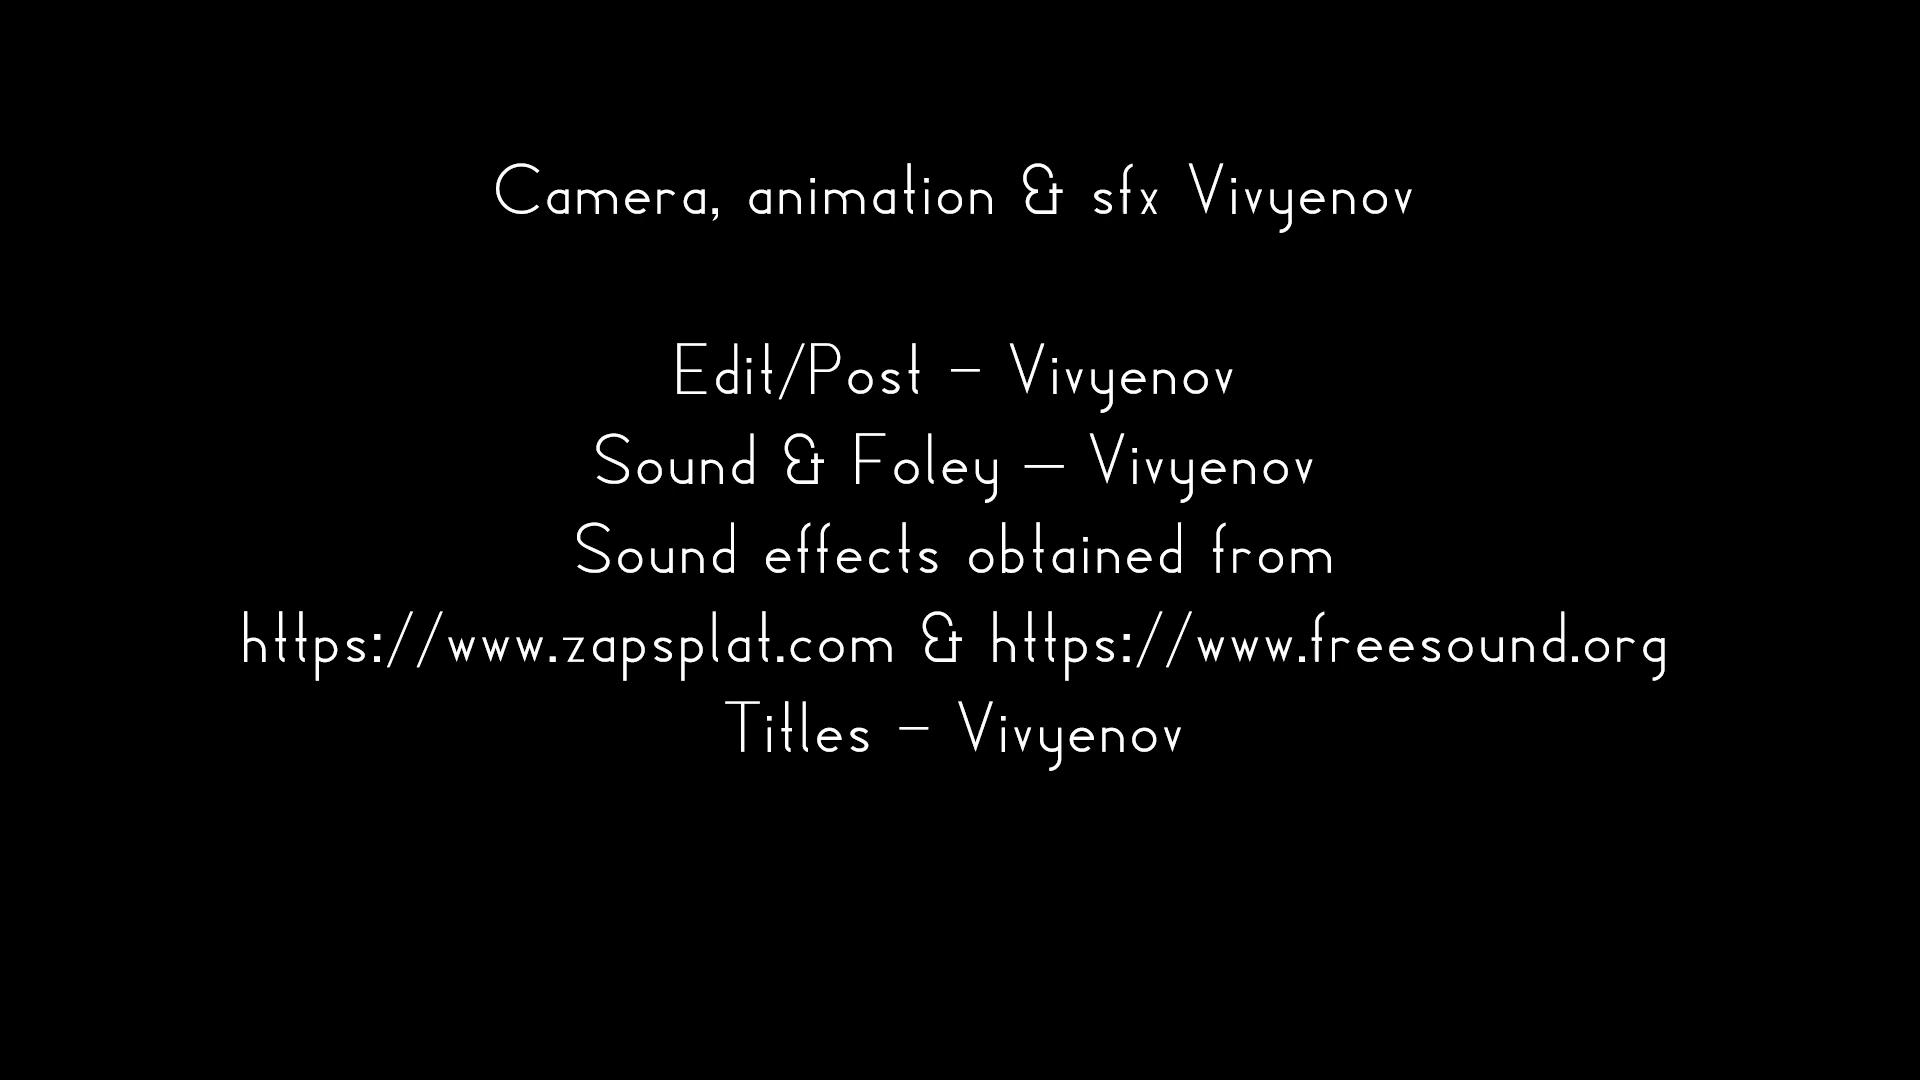 Camera, animation & sfx Vivyenov
Edit/Post - Vivyenov
Sound & Foley – Vivyenov
Sound effects obtained from
https://www.zapsplat.com & https://www.freesound.org
Titles - Vivyenov